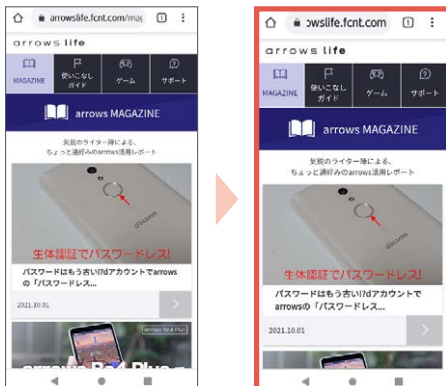 arrowslife.fcnt.com/mag
arrows life
MAGAZINE
使いこなし
ガイド
ゲーム
サポート
arrows MAGAZINE
気鋭のライター陣による、
ちょっと通好みのarrows活用レポート
docomo
生体認証でパスワードレス!
パスワードはもう古い!?dアカウントでarrows
の「パスワードレス...
2021.10.01
arrows Be4 Plus
arrows Be4 Plus
owslife.fcnt.com
arrows life
MAGAZINE
使いこなし
ガイド
ゲーム
サポート
arrows MAGAZINE
気鋭のライター陣による、
ちょっと通好みのarrows活用レポート
docomo
生体認証でパスワードレス!
パスワードはもう古い!?dアカウントで
arrowsの「パスワードレス...
2021.10.01